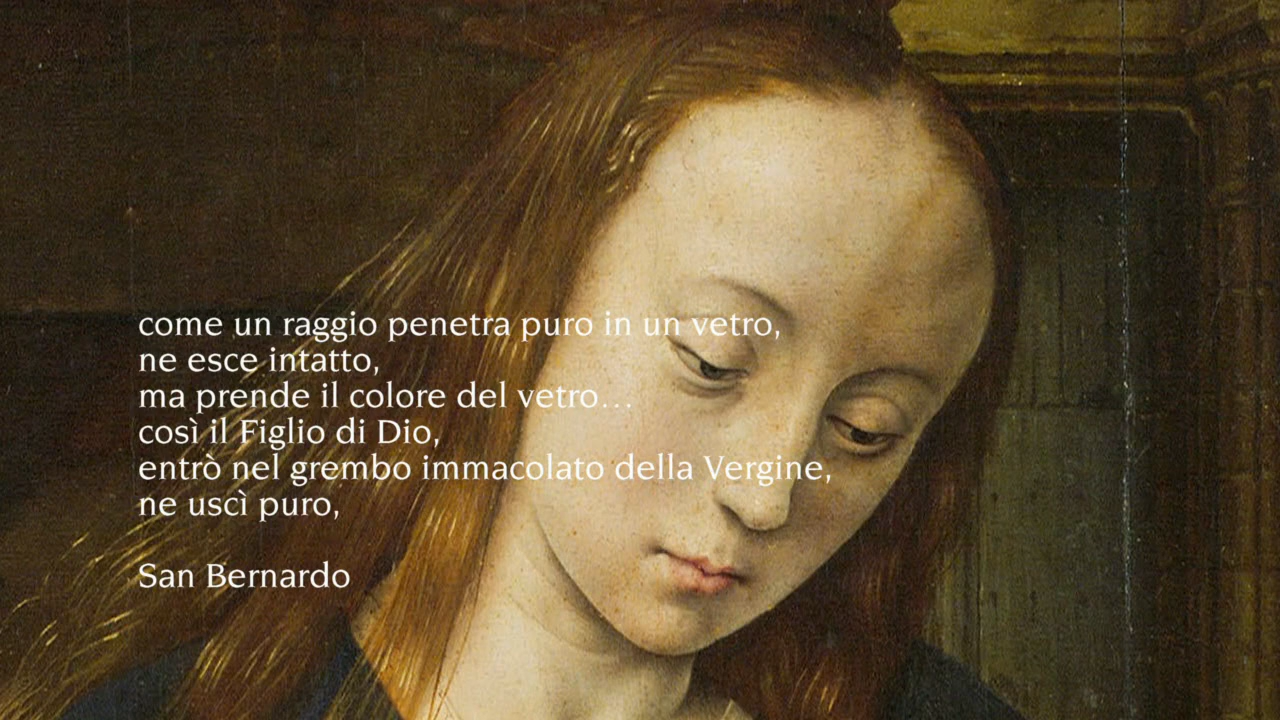 come un raggio penetra puro in un vetro,
ne esce intatto,
ma prende il colore del vetro...
così il Figlio di Dio,
entrò nel grembo immacolato della Vergine,
ne uscì puro,
San Bernardo